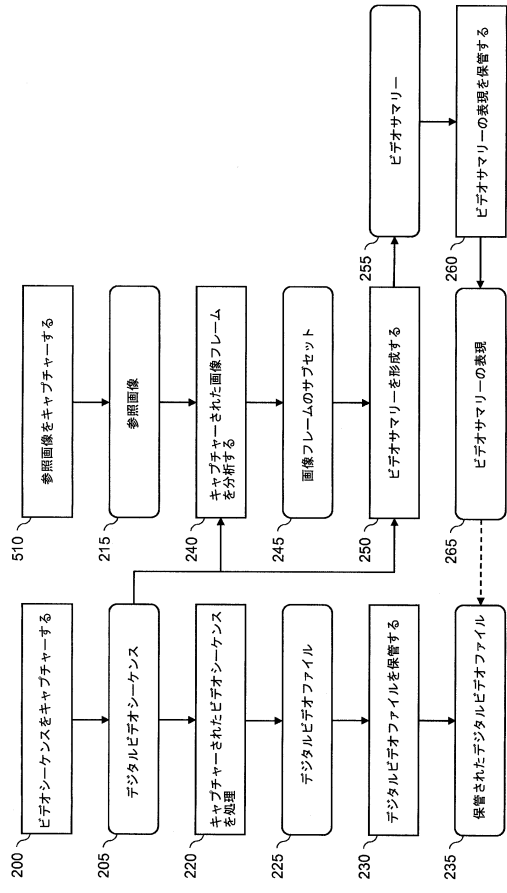 200
ビデオシーケンスをキャプチャーする
205
デジタルビデオシーケンス
220
キャプチャーされたビデオシーケンス
を処理
225
デジタルビデオファイル
230
デジタルビデオファイルを保管する
235
保管されたデジタルビデオファイル
510
参照画像をキャプチャーする
215
参照画像
240
キャプチャーされた画像フレーム
を分析する
245
画像フレームのサブセット
250
ビデオサマリーを形成する
265
ビデオサマリーの表現
255
ビデオサマリー
260
ビデオサマリーの表現を保管する